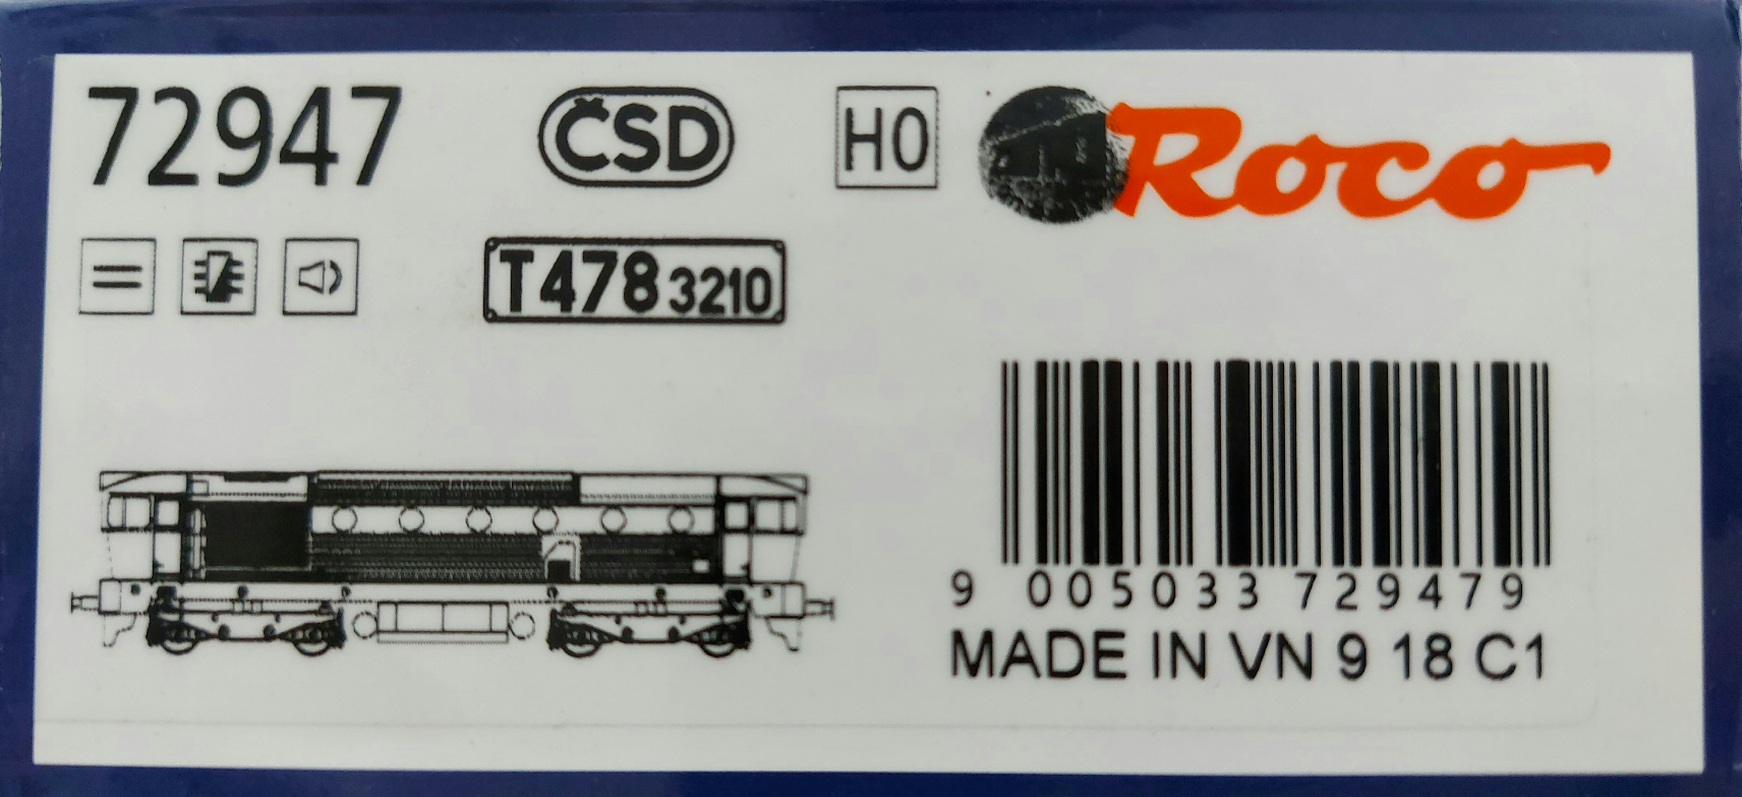 72947 ČSD H0 Roco
T478 3210
9 005033 729479
MADE IN VN 9 18 C1